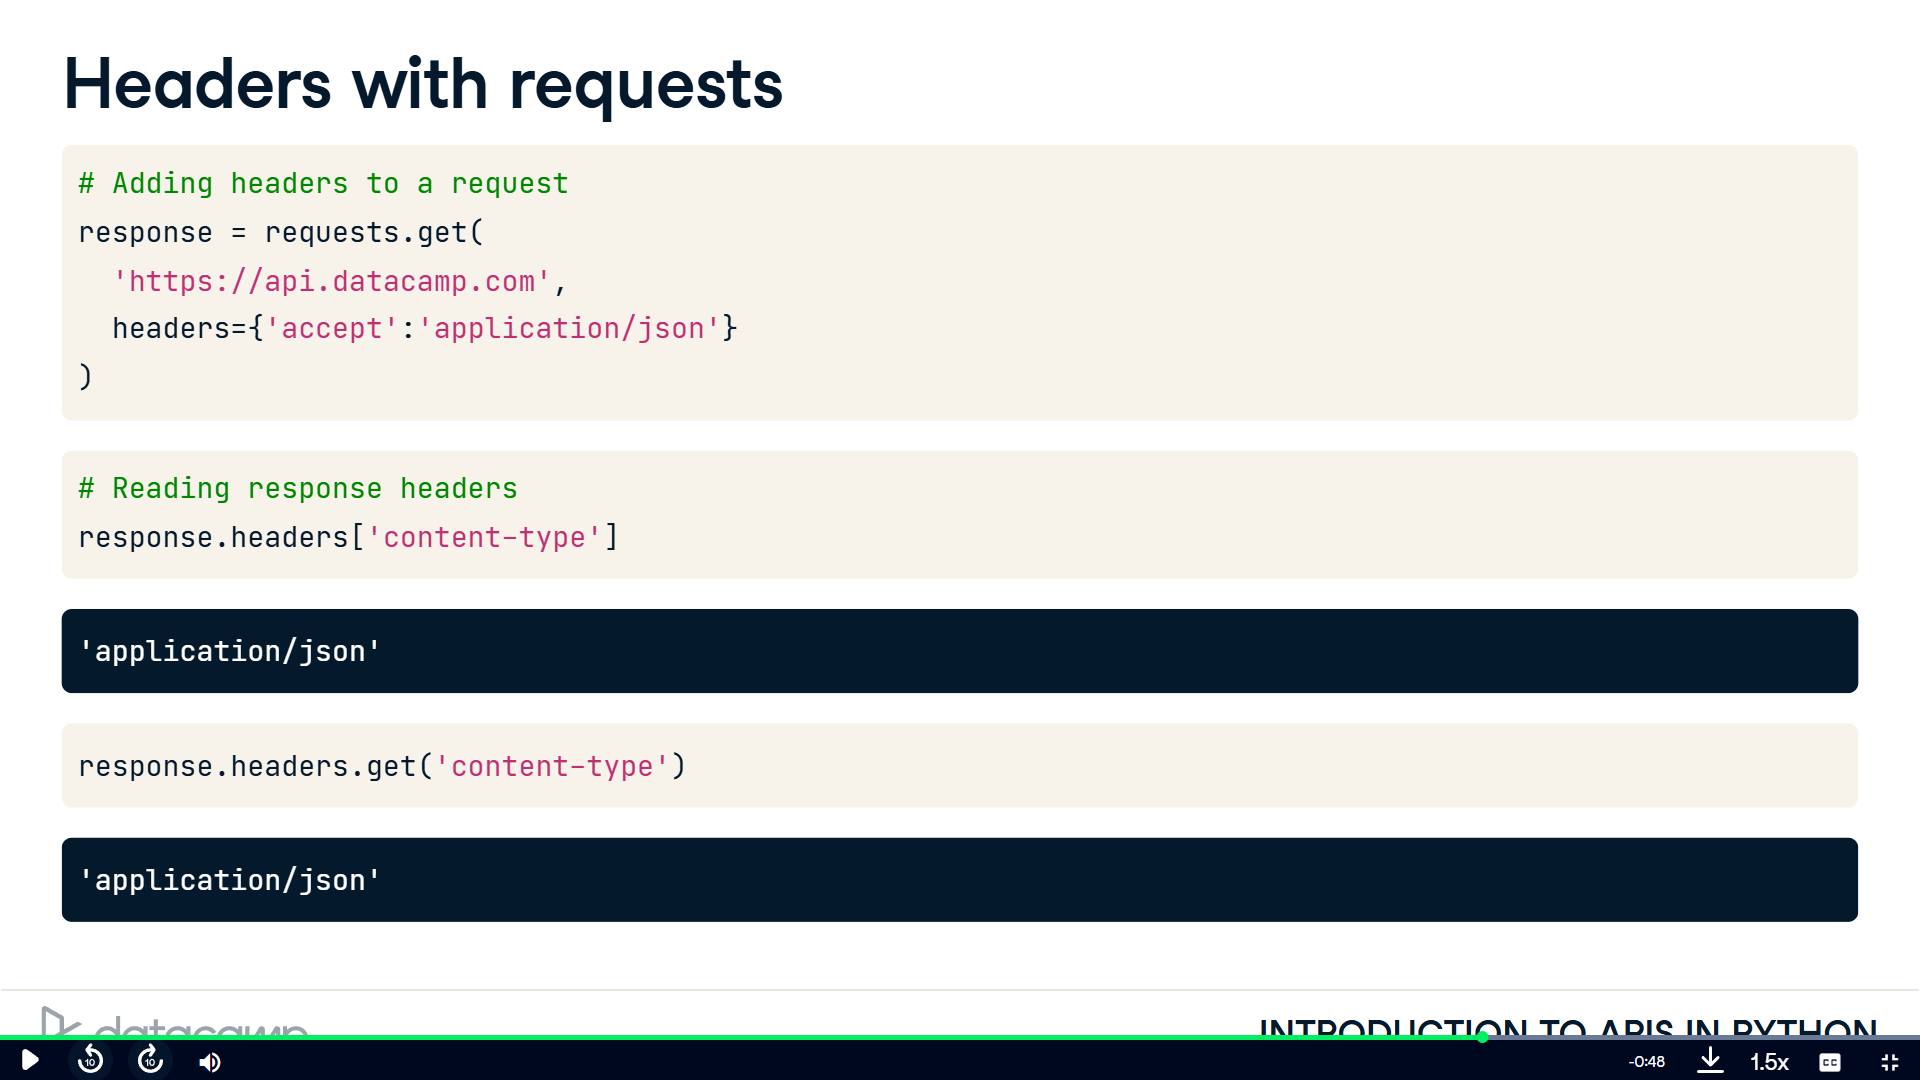 Headers with requests
# Adding headers to a request
response = requests.get(
  'https://api.datacamp.com',
  headers={'accept':'application/json'}
)
# Reading response headers
response.headers['content-type']
'application/json'
response.headers.get('content-type')
'application/json'
datacamp
INTRODUCTION TO APIS IN PYTHON
10
10
-0:48
1.5x
CC